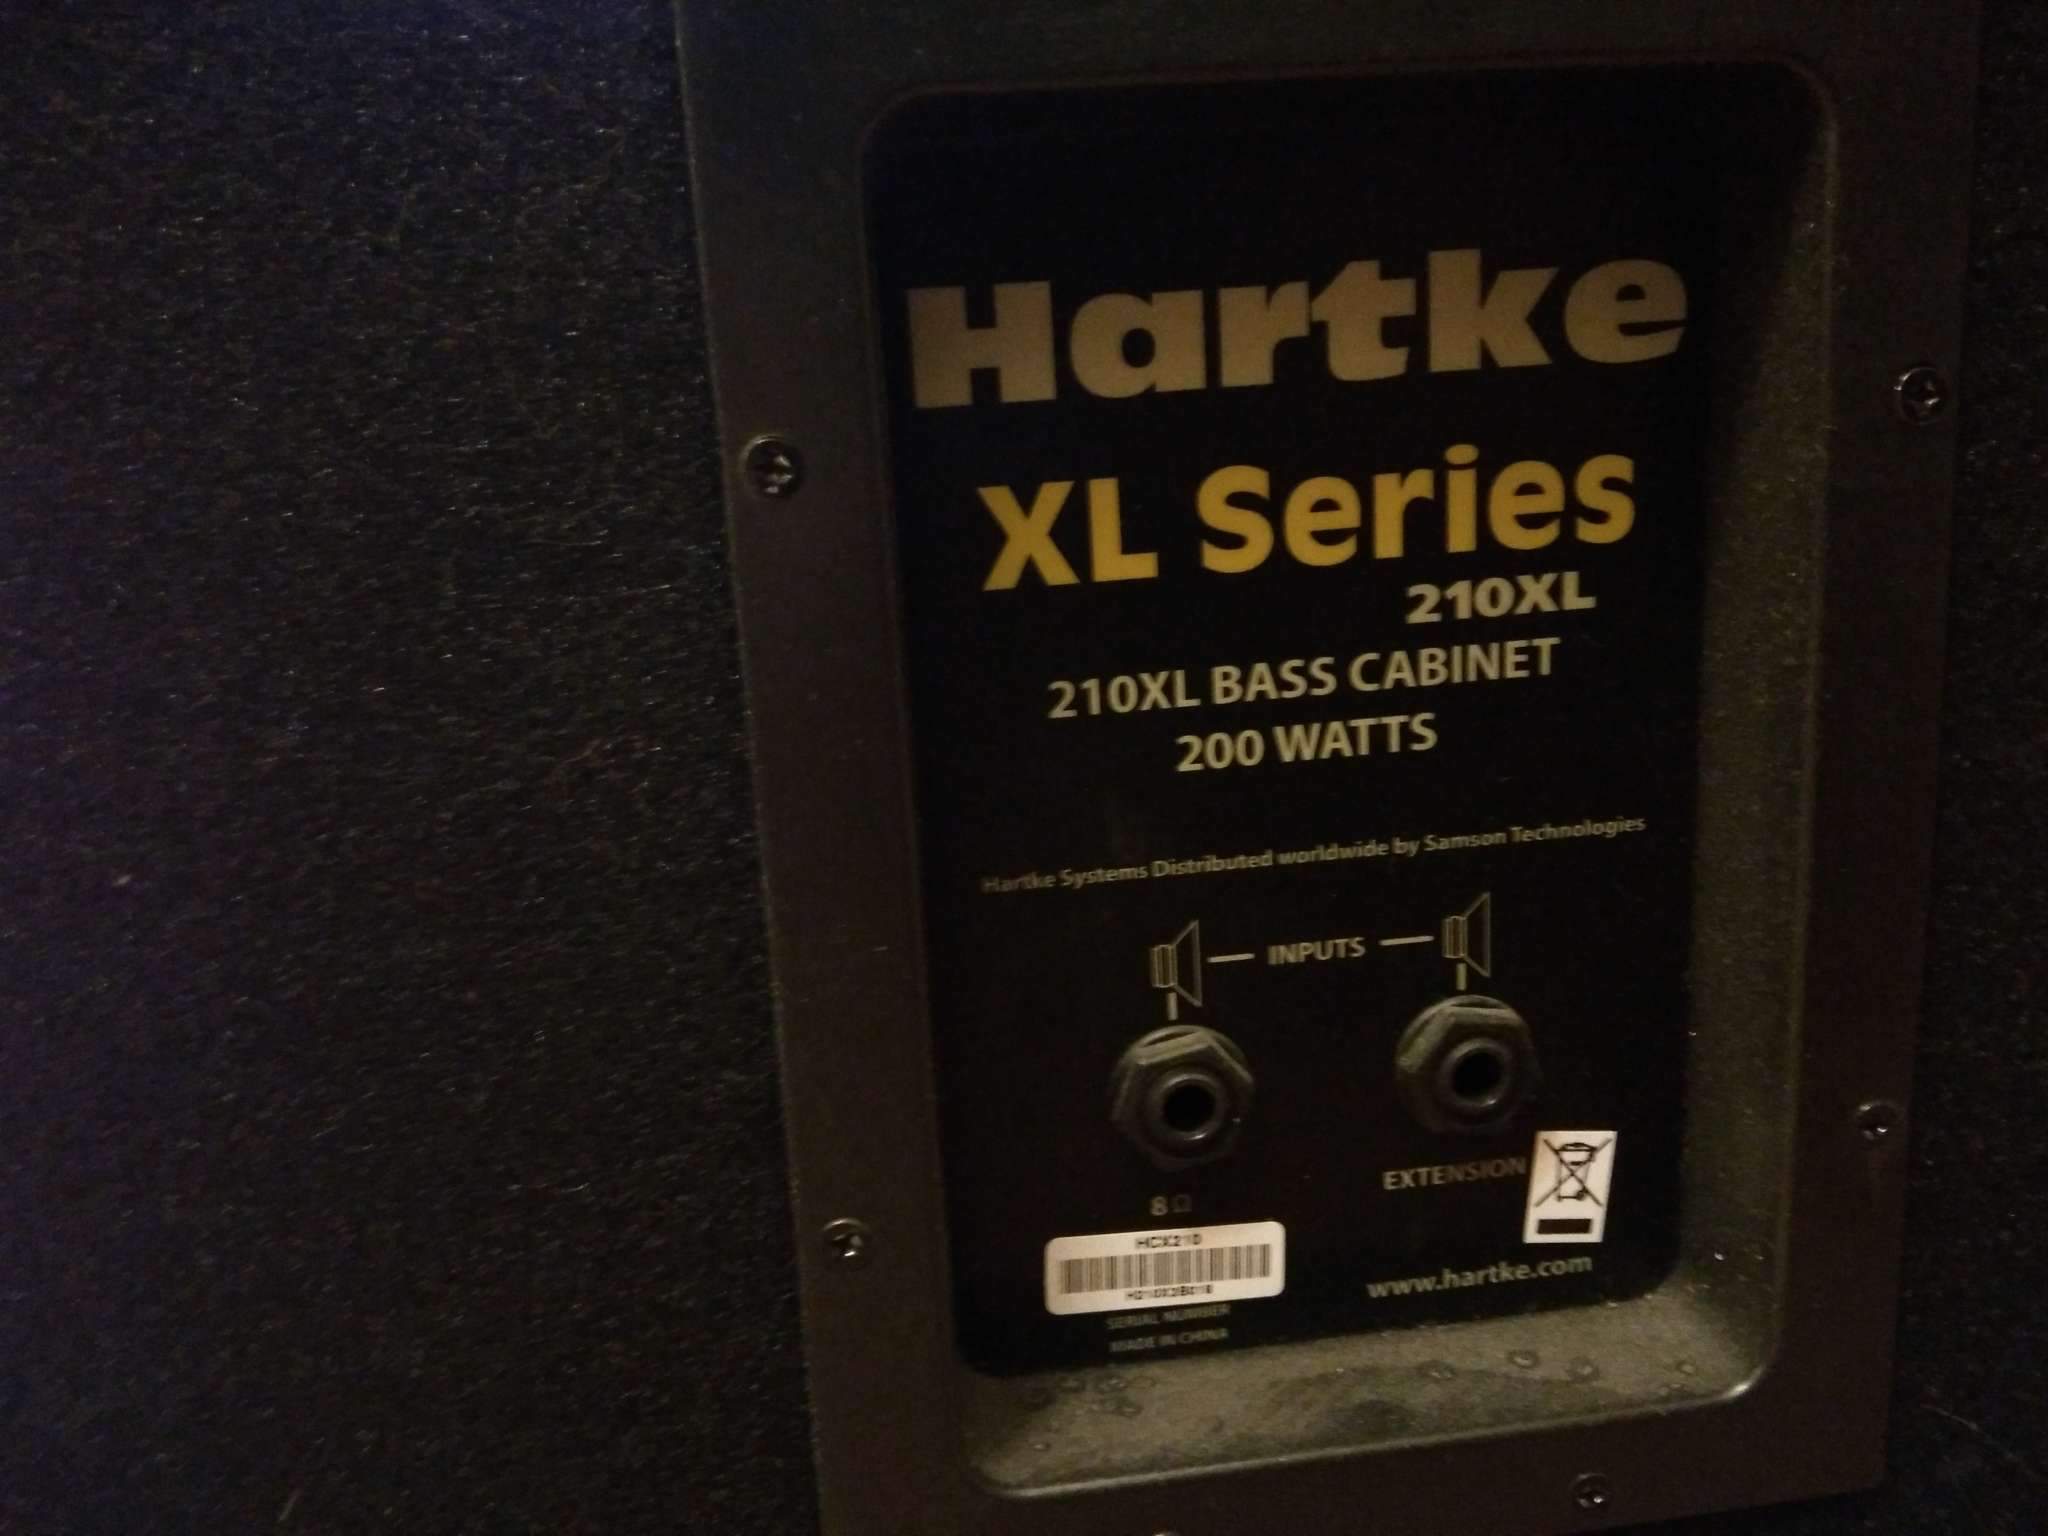 Hartke
XL Series
210XL
210XL BASS CABINET
200 WATTS
Hartke Systems Distributed worldwide by Samson Technologies
INPUTS
8 Ω
EXTENSION
HCX210
SERIAL NUMBER
MADE IN CHINA
www.hartke.com